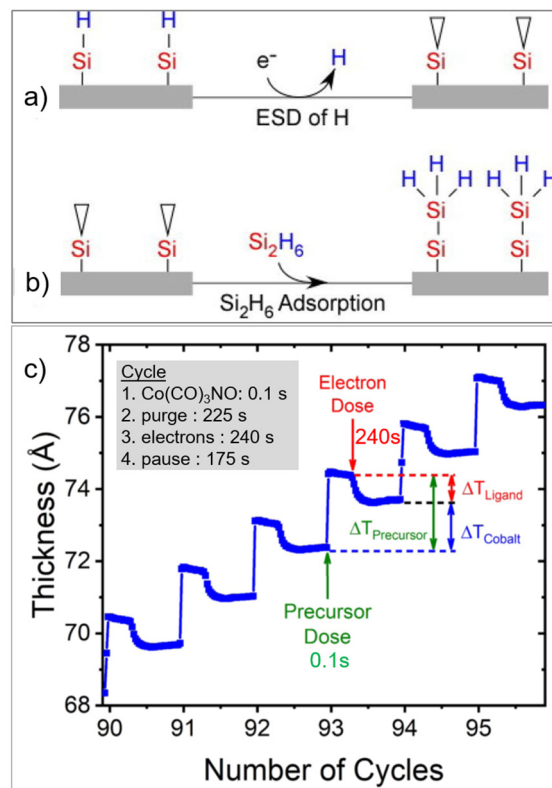 H H
Si Si
e⁻ H
Si Si
a)
ESD of H
H H
H H H H
Si Si
Si Si
Si₂H₆
Si Si
b)
Si₂H₆ Adsorption
c)
78
Cycle
1. Co(CO)₃NO: 0.1 s
2. purge : 225 s
3. electrons : 240 s
4. pause : 175 s
Electron
Dose
240s
76
74
72
70
68
ΔT_Ligand
ΔT_Precursor
ΔT_Cobalt
Precursor
Dose
0.1s
Thickness (Å)
90 91 92 93 94 95
Number of Cycles